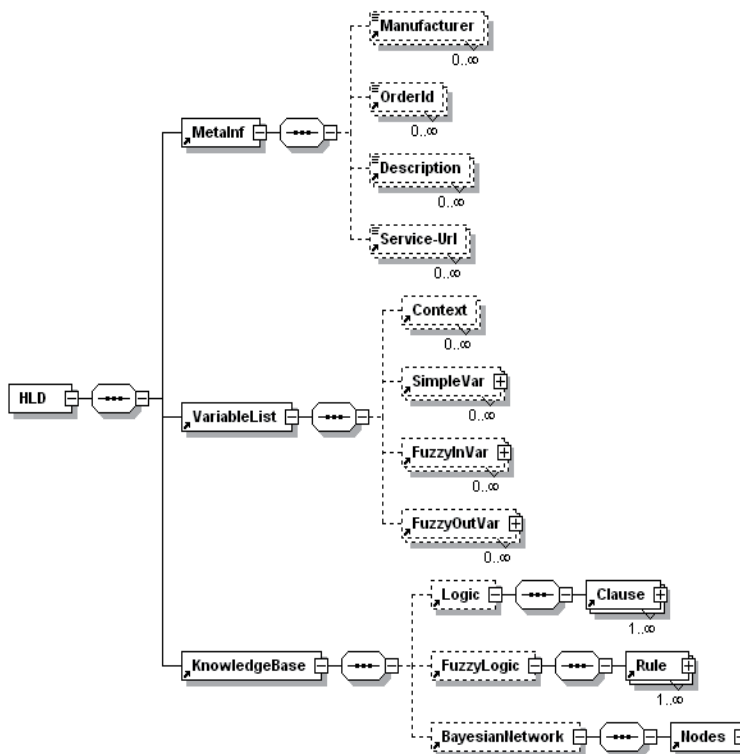 Manufacturer
0..∞
OrderId
0..∞
MetaInf
Description
0..∞
Service-Url
0..∞
Context
0..∞
SimpleVar
0..∞
HLD
VariableList
FuzzyInVar
0..∞
FuzzyOutVar
0..∞
Logic
Clause
1..∞
KnowledgeBase
FuzzyLogic
Rule
1..∞
BayesianNetwork
Nodes